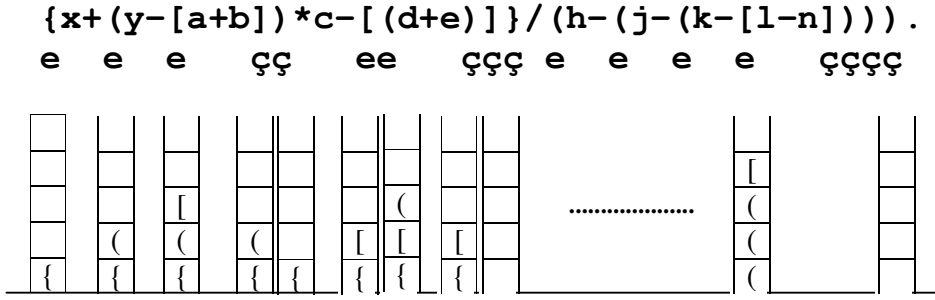 {x+(y-[a+b])*c-[(d+e)]}/(h-(j-(k-[l-n]))).
e e e çç ee ççç e e e e çççç
[
[ ( .................... (
( ( ( [ [ [ (
{ { { { { { { { (